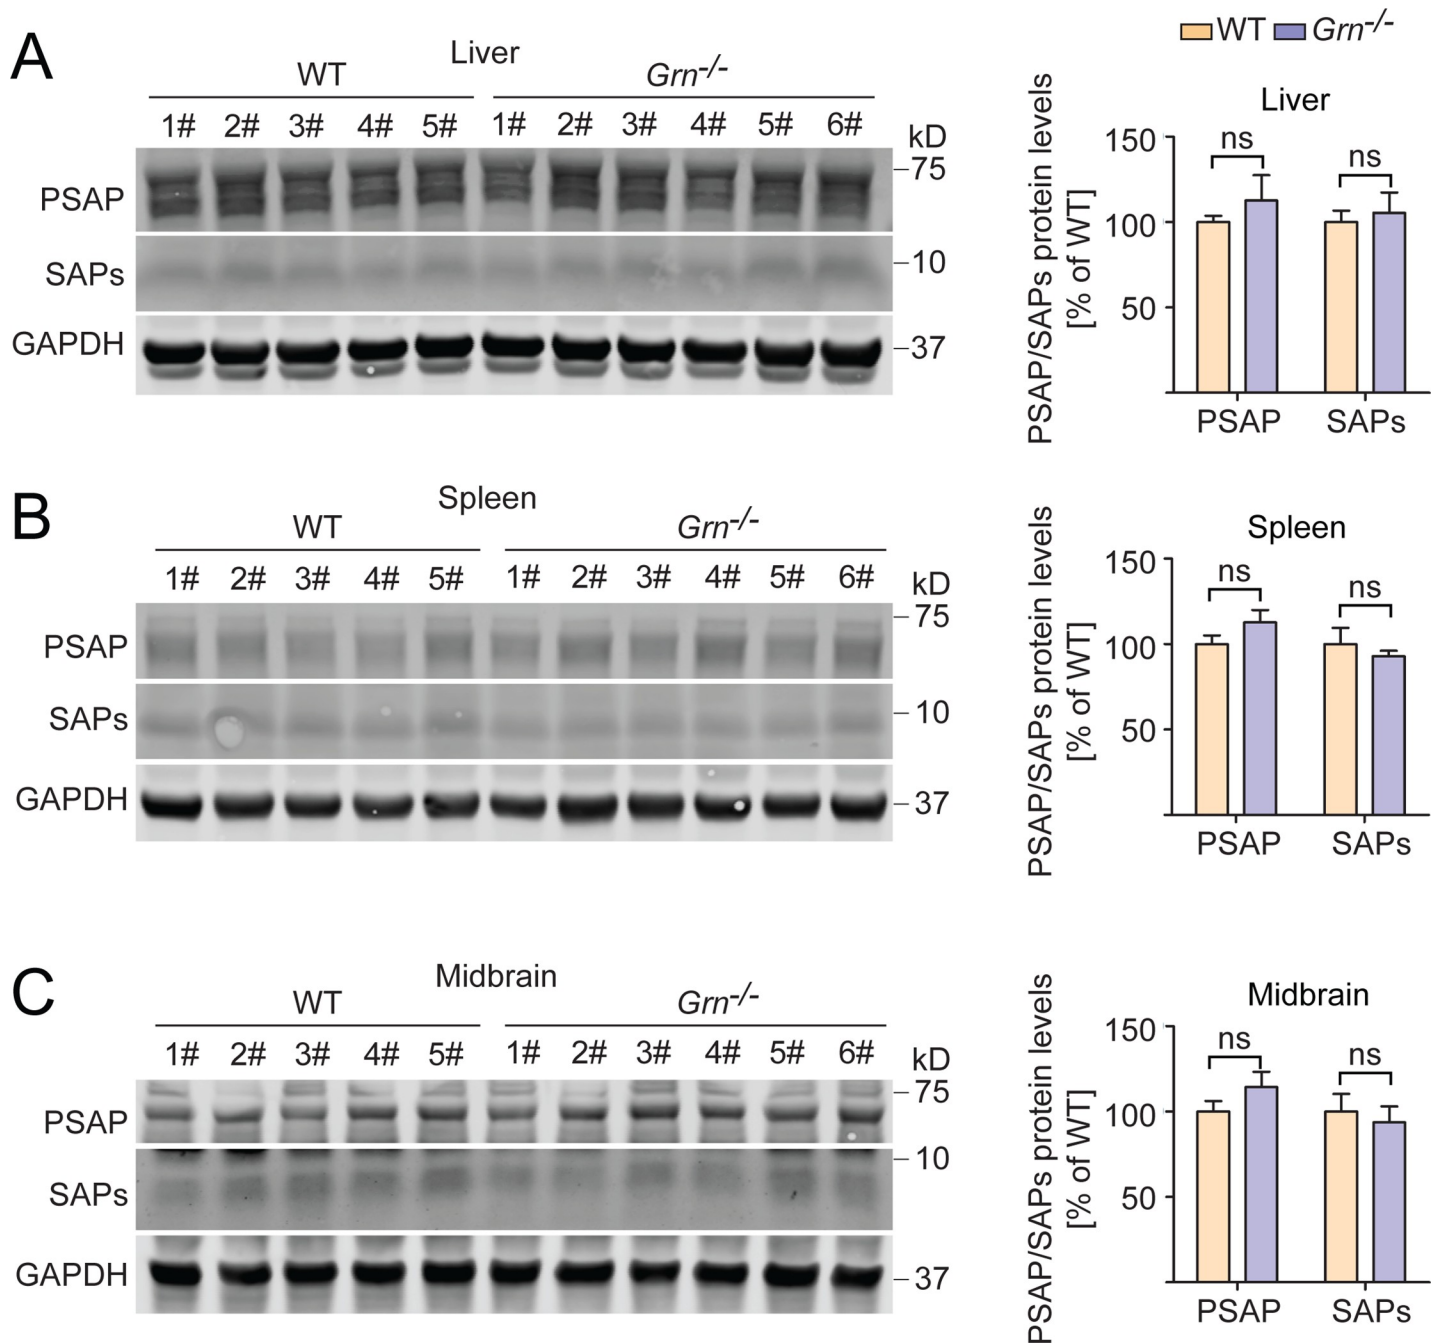 WT Grn-/-
A
Liver
WT Grn-/-
1# 2# 3# 4# 5# 1# 2# 3# 4# 5# 6# kD
PSAP
75
SAPs
10
GAPDH
37
PSAP/SAPs protein levels
[% of WT]
Liver
150
100
50
ns ns
PSAP SAPs
B
Spleen
WT Grn-/-
1# 2# 3# 4# 5# 1# 2# 3# 4# 5# 6# kD
PSAP
75
SAPs
10
GAPDH
37
PSAP/SAPs protein levels
[% of WT]
Spleen
150
100
50
ns ns
PSAP SAPs
C
Midbrain
WT Grn-/-
1# 2# 3# 4# 5# 1# 2# 3# 4# 5# 6# kD
PSAP
75
SAPs
10
GAPDH
37
PSAP/SAPs protein levels
[% of WT]
Midbrain
150
100
50
ns ns
PSAP SAPs